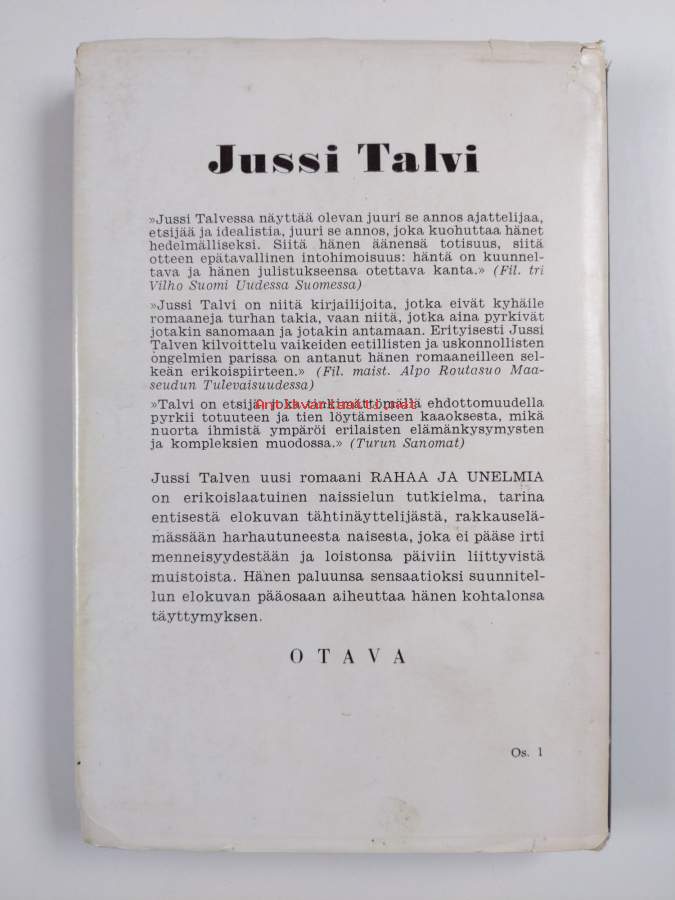 Jussi Talvi
»Jussi Talvessa näyttää olevan juuri se annos ajattelijaa,
etsijää ja idealistia, juuri se annos, joka kuohuttaa hänet
hedelmälliseksi. Siitä hänen äänensä totisuus, siitä
otteen epätavallinen intohimoisuus: häntä on kuunnel-
tava ja hänen julistukseensa otettava kanta.» (Fil. tri
Vilho Suomi Uudessa Suomessa)
»Jussi Talvi on niitä kirjailijoita, jotka eivät kyhäile
romaaneja turhan takia, vaan niitä, jotka aina pyrkivät
jotakin sanomaan ja jotakin antamaan. Erityisesti Jussi
Talven kilvoittelu vaikeiden eetillisten ja uskonnollisten
ongelmien parissa on antanut hänen romaaneilleen sel-
keän erikoispiirteen.» (Fil. maist. Alpo Routasuo Maa-
seudun Tulevaisuudessa)
»Talvi on etsijä, joka tinkimättömällä ehdottomuudella
pyrkii totuuteen ja tien löytämiseen kaaoksesta, mikä
nuorta ihmistä ympäröi erilaisten elämänkysymysten
ja kompleksien muodossa.» (Turun Sanomat)
Jussi Talven uusi romaani RAHAA JA UNELMIA
on erikoislaatuinen naissielun tutkielma, tarina
entisestä elokuvan tähtinäyttelijästä, rakkauselä-
mässään harhautuneesta naisesta, joka ei pääse irti
menneisyydestään ja loistonsa päiviin liittyvistä
muistoista. Hänen paluunsa sensaatioksi suunnitel-
lun elokuvan pääosaan aiheuttaa hänen kohtalonsa
täyttymyksen.
OTAVA
Os. 1